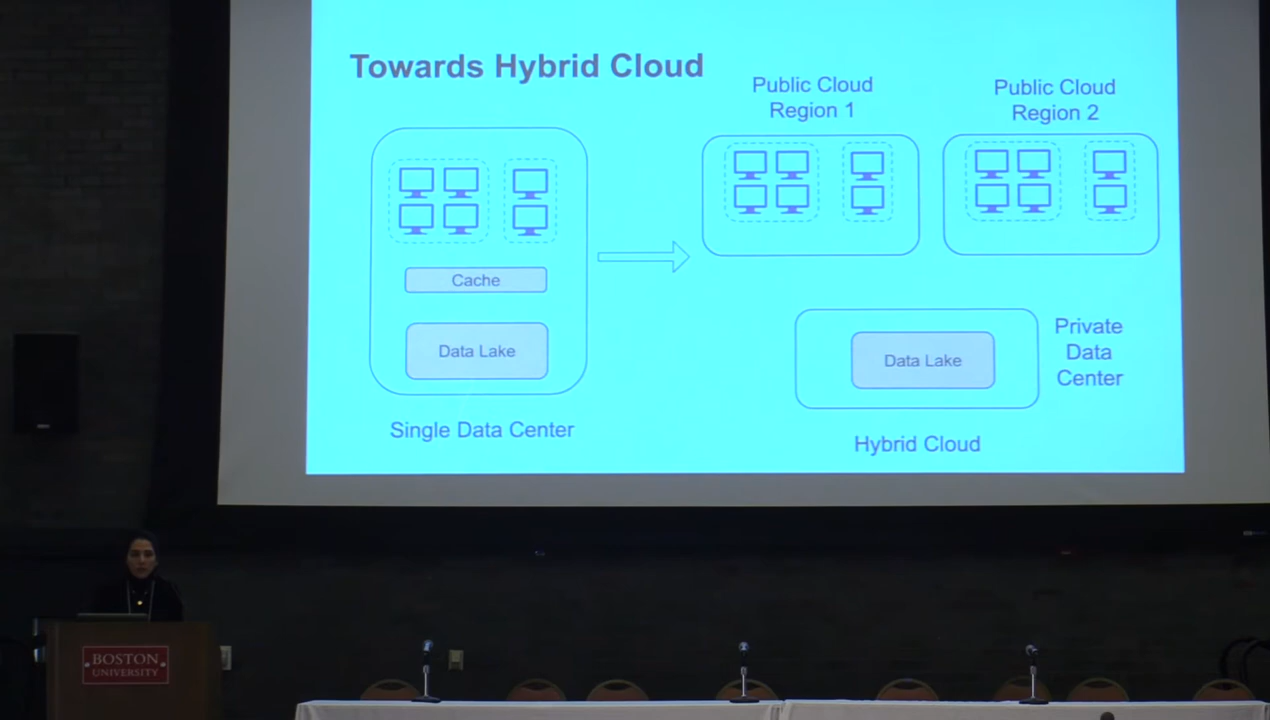 Towards Hybrid Cloud
Cache
Data Lake
Single Data Center
Public Cloud
Region 1
Public Cloud
Region 2
Data Lake
Private
Data
Center
Hybrid Cloud
BOSTON
UNIVERSITY